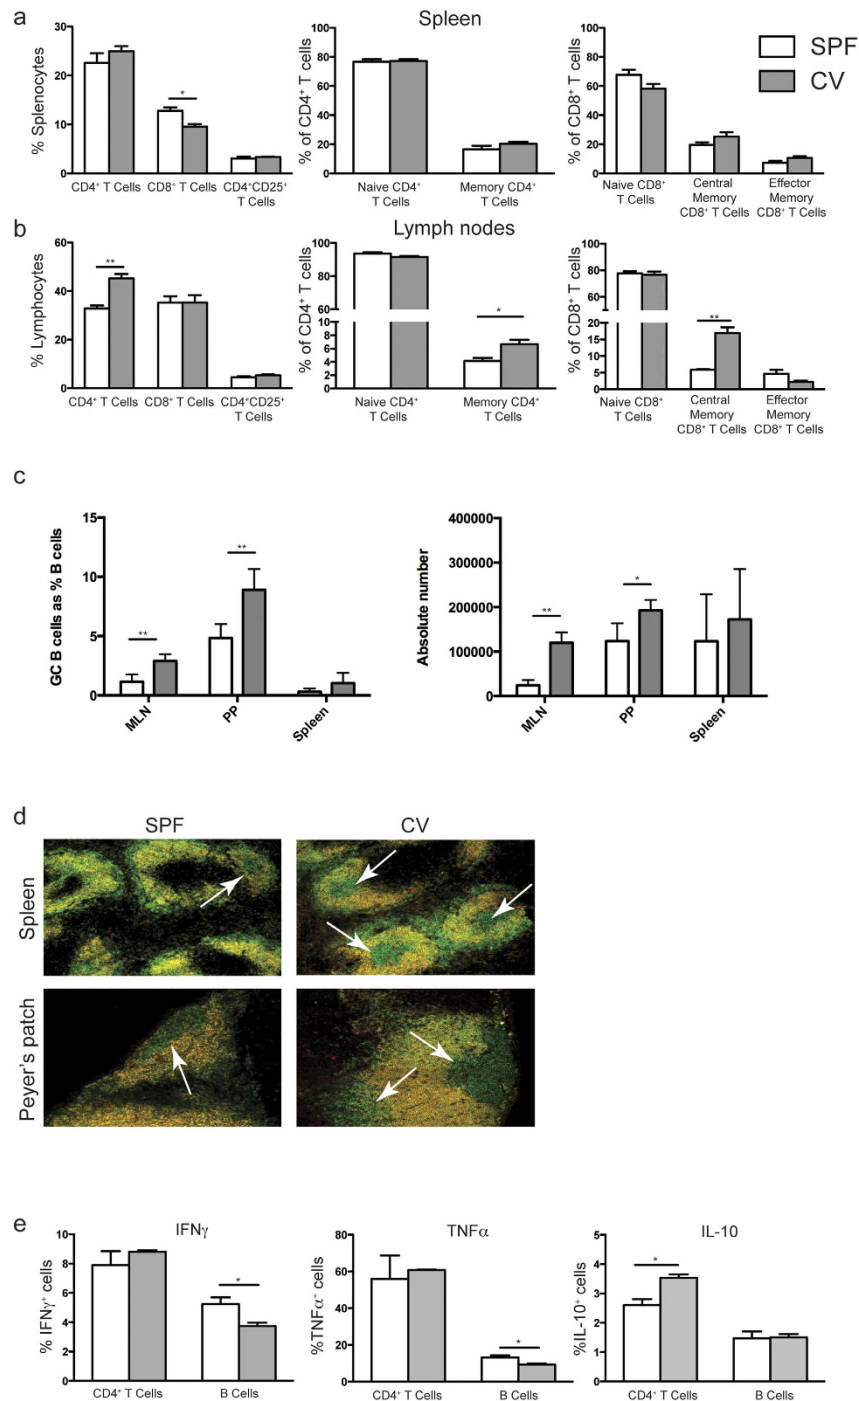 a
Spleen
SPF
CV
% Splenocytes
30
20
10
0
*
CD4⁺ T Cells
CD8⁺ T Cells
CD4⁺CD25⁺
T Cells
% of CD4⁺ T cells
100
80
60
40
20
0
Naive CD4⁺
T Cells
Memory CD4⁺
T Cells
% of CD8⁺ T cells
100
80
60
40
20
0
Naive CD8⁺
T Cells
Central
Memory
CD8⁺ T Cells
Effector
Memory
CD8⁺ T Cells
b
Lymph nodes
% Lymphocytes
60
40
20
0
**
CD4⁺ T Cells
CD8⁺ T Cells
CD4⁺CD25⁺
T Cells
% of CD4⁺ T cells
100
80
60
10
8
6
4
2
0
*
Naive CD4⁺
T Cells
Memory CD4⁺
T Cells
% of CD8⁺ T cells
100
80
60
20
15
10
5
0
**
Naive CD8⁺
T Cells
Central
Memory
CD8⁺ T Cells
Effector
Memory
CD8⁺ T Cells
c
GC B cells as % B cells
15
10
5
0
**
**
MLN
PP
Spleen
Absolute number
400000
300000
200000
100000
0
**
*
MLN
PP
Spleen
d
SPF
CV
Spleen
Peyer's patch
e
IFNγ
% IFNγ⁺ cells
10
8
6
4
2
0
*
CD4⁺ T Cells
B Cells
TNFα
%TNFα⁺ cells
80
60
40
20
0
*
CD4⁺ T Cells
B Cells
IL-10
%IL-10⁺ cells
5
4
3
2
1
0
*
CD4⁺ T Cells
B Cells